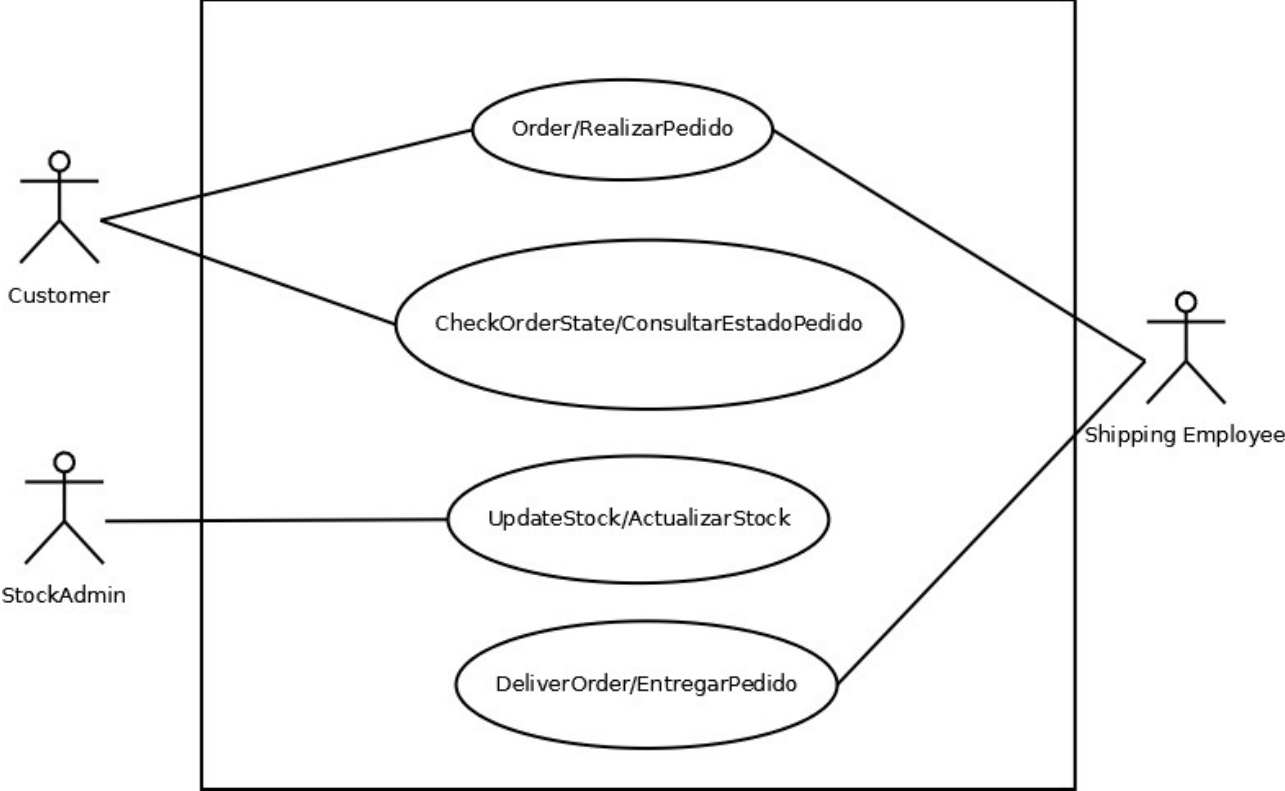 Order/RealizarPedido
Customer
CheckOrderState/ConsultarEstadoPedido
Shipping Employee
UpdateStock/ActualizarStock
StockAdmin
DeliverOrder/EntregarPedido